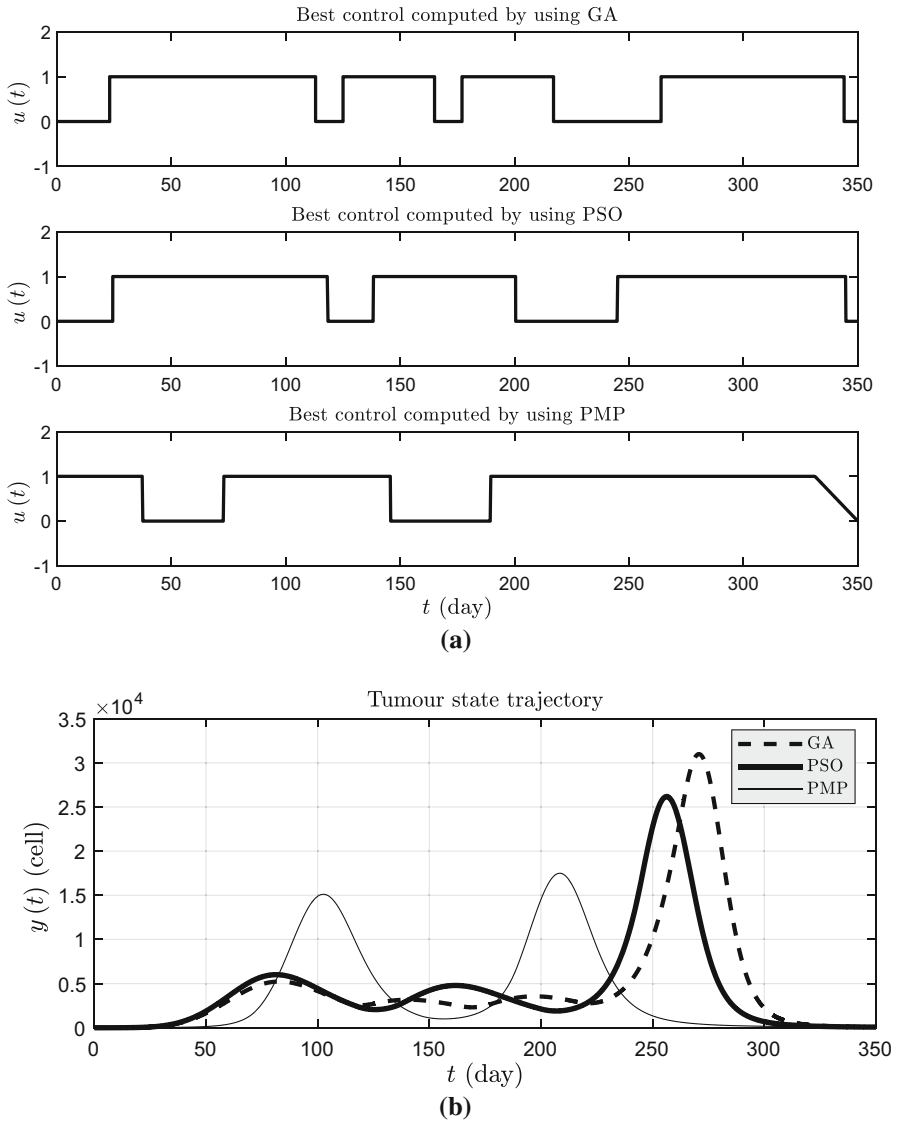 Best control computed by using GA
2
1
0
-1
u (t)
0 50 100 150 200 250 300 350
Best control computed by using PSO
2
1
0
-1
u (t)
0 50 100 150 200 250 300 350
Best control computed by using PMP
2
1
0
-1
u (t)
0 50 100 150 200 250 300 350
t (day)
(a)
Tumour state trajectory
×10⁴
3.5
3
2.5
2
1.5
1
0.5
0
y (t) (cell)
GA
PSO
PMP
0 50 100 150 200 250 300 350
t (day)
(b)